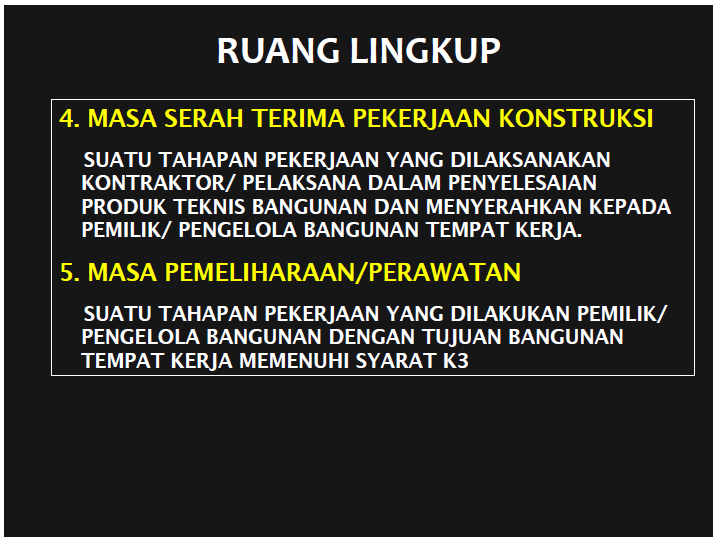 RUANG LINGKUP
4. MASA SERAH TERIMA PEKERJAAN KONSTRUKSI
SUATU TAHAPAN PEKERJAAN YANG DILAKSANAKAN
KONTRAKTOR/ PELAKSANA DALAM PENYELESAIAN
PRODUK TEKNIS BANGUNAN DAN MENYERAHKAN KEPADA
PEMILIK/ PENGELOLA BANGUNAN TEMPAT KERJA.
5. MASA PEMELIHARAAN/PERAWATAN
SUATU TAHAPAN PEKERJAAN YANG DILAKUKAN PEMILIK/
PENGELOLA BANGUNAN DENGAN TUJUAN BANGUNAN
TEMPAT KERJA MEMENUHI SYARAT K3